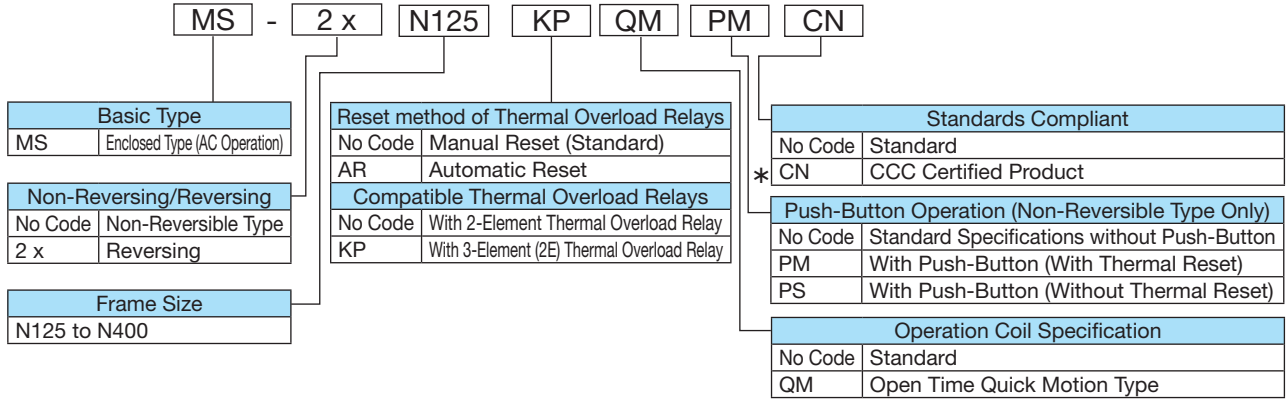 MS - 2 x N125 KP QM PM CN
Basic Type
MS Enclosed Type (AC Operation)
Non-Reversing/Reversing
No Code Non-Reversible Type
2 x Reversing
Frame Size
N125 to N400
Reset method of Thermal Overload Relays
No Code Manual Reset (Standard)
AR Automatic Reset
Compatible Thermal Overload Relays
No Code With 2-Element Thermal Overload Relay
KP With 3-Element (2E) Thermal Overload Relay
Standards Compliant
No Code Standard
* CN CCC Certified Product
Push-Button Operation (Non-Reversible Type Only)
No Code Standard Specifications without Push-Button
PM With Push-Button (With Thermal Reset)
PS With Push-Button (Without Thermal Reset)
Operation Coil Specification
No Code Standard
QM Open Time Quick Motion Type